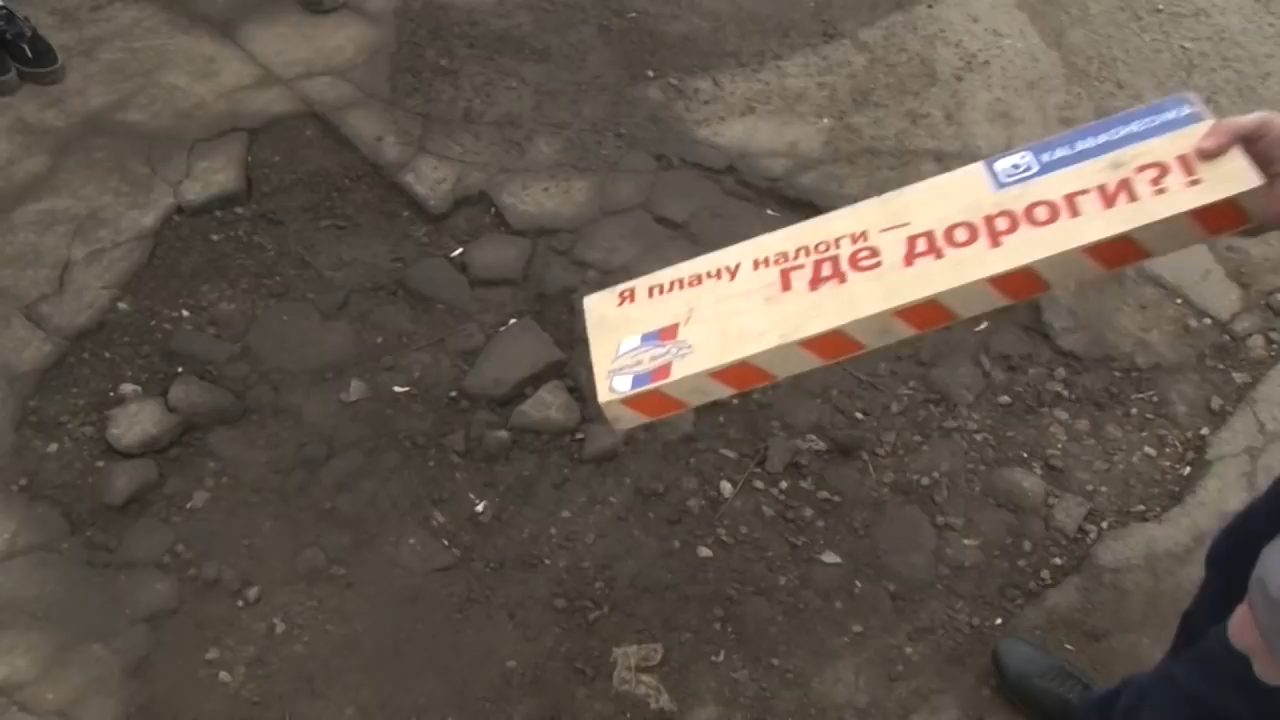 Я плачу налоги —
где дороги?!